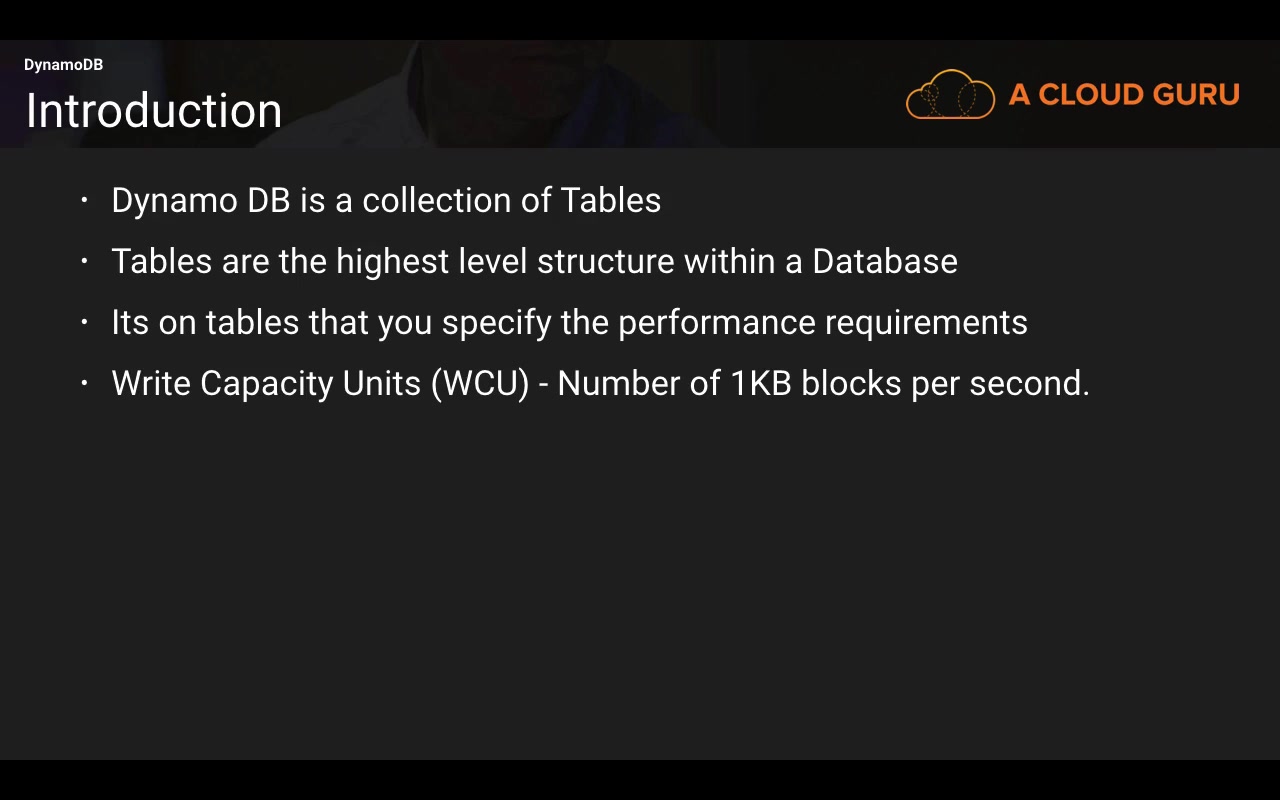 DynamoDB
Introduction
A CLOUD GURU
· Dynamo DB is a collection of Tables
· Tables are the highest level structure within a Database
· Its on tables that you specify the performance requirements
· Write Capacity Units (WCU) - Number of 1KB blocks per second.